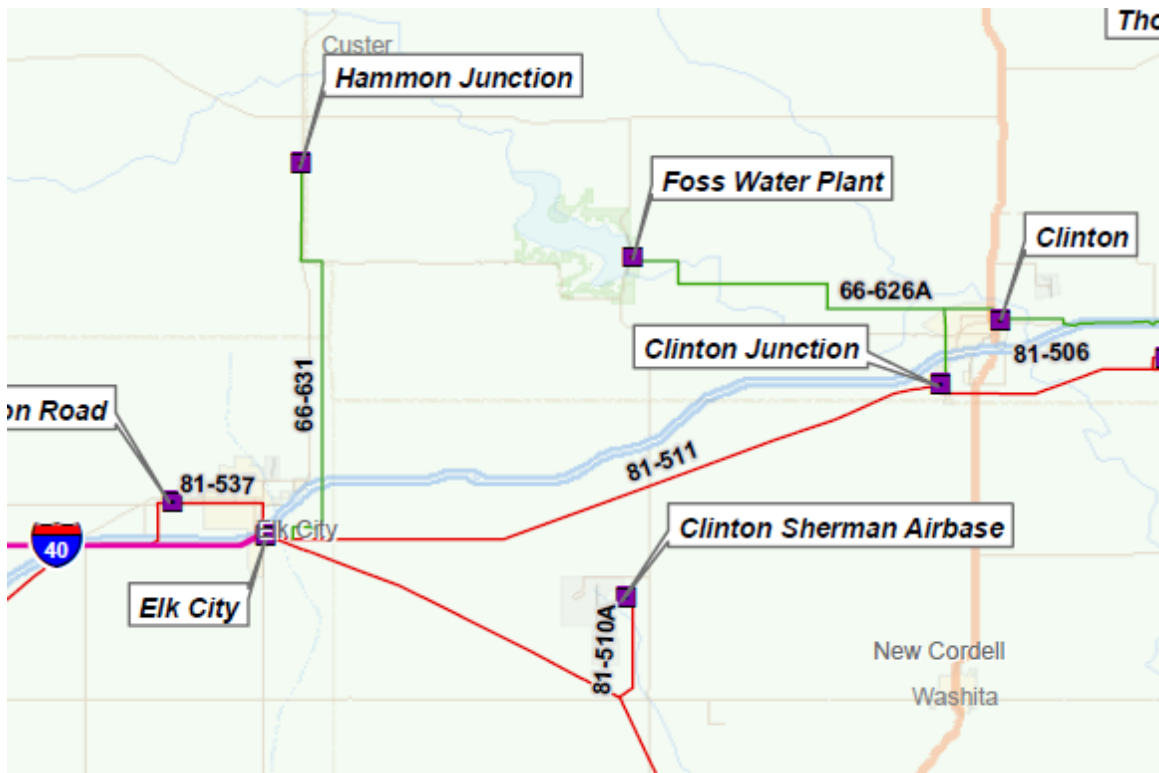 Tho
Custer
Hammon Junction
Foss Water Plant
Clinton
66-626A
Clinton Junction
81-506
66-631
on Road
81-511
81-537
Elk City
40
Clinton Sherman Airbase
Elk City
81-510A
New Cordell
Washita